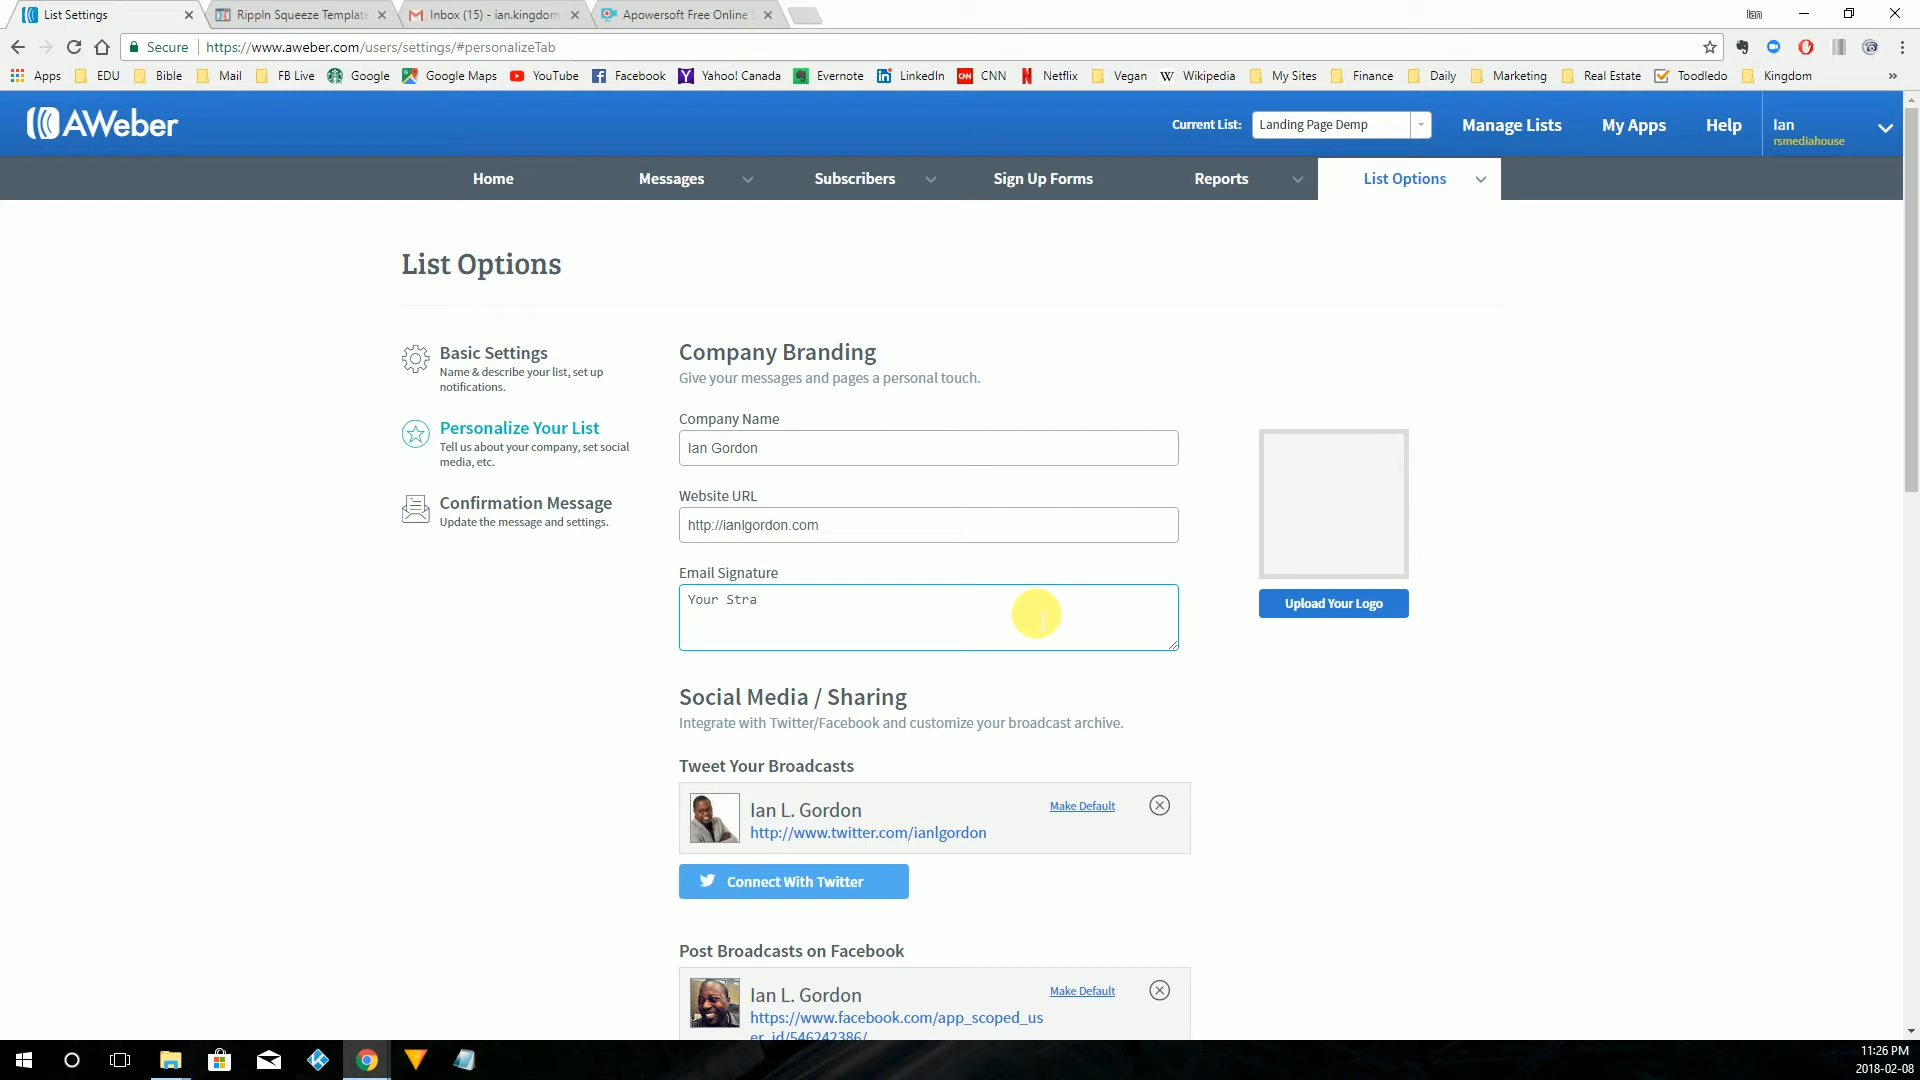 List Settings
Rippln Squeeze Template
Inbox (15) - ian.kingdom
Apowersoft Free Online S
Ian
Secure
https://www.aweber.com/users/settings/#personalizeTab
Apps EDU Bible Mail FB Live Google Google Maps YouTube Facebook Yahoo! Canada Evernote LinkedIn CNN Netflix Vegan Wikipedia My Sites Finance Daily Marketing Real Estate Toodledo Kingdom »
AWeber
Current List: Landing Page Demp
Manage Lists
My Apps
Help
Ian
rsmediahouse
Home Messages Subscribers Sign Up Forms Reports List Options
List Options
Basic Settings
Name & describe your list, set up
notifications.
Personalize Your List
Tell us about your company, set social
media, etc.
Confirmation Message
Update the message and settings.
Company Branding
Give your messages and pages a personal touch.
Company Name
Ian Gordon
Website URL
http://ianlgordon.com
Email Signature
Your Stra
Upload Your Logo
Social Media / Sharing
Integrate with Twitter/Facebook and customize your broadcast archive.
Tweet Your Broadcasts
Ian L. Gordon
http://www.twitter.com/ianlgordon
Make Default
Connect With Twitter
Post Broadcasts on Facebook
Ian L. Gordon
https://www.facebook.com/app_scoped_us
er_id/546242386/
Make Default
11:26 PM
2018-02-08